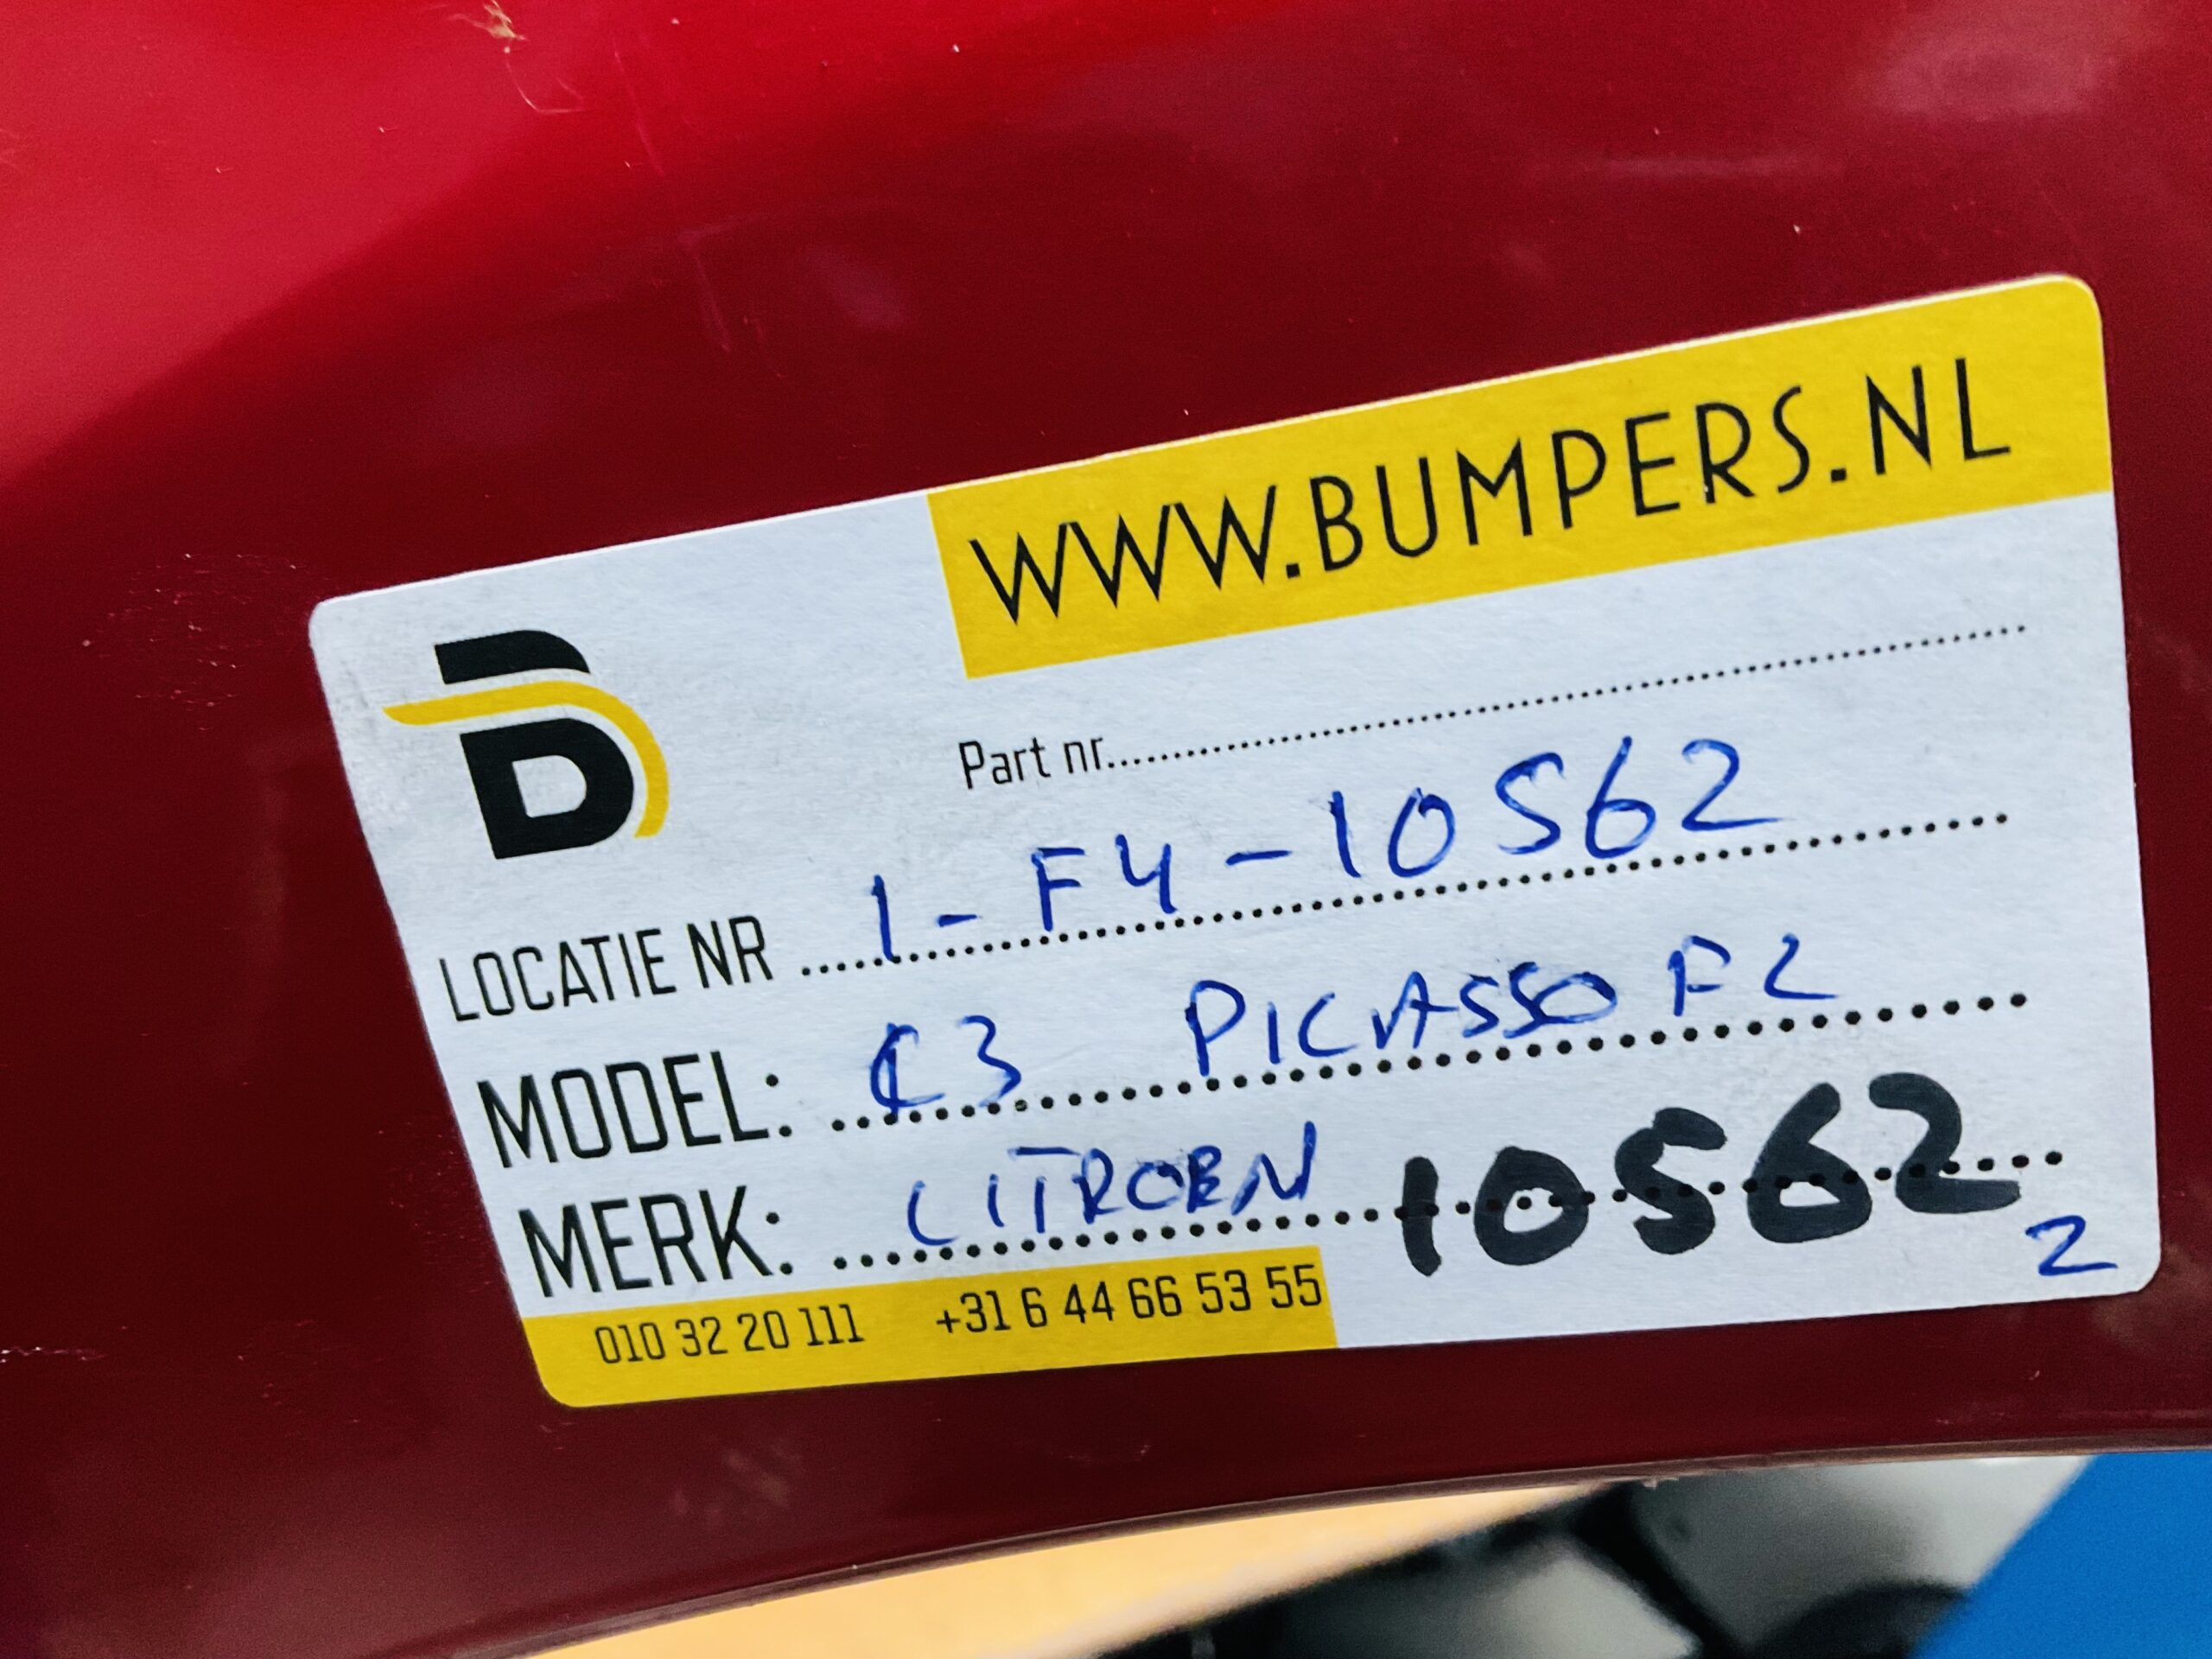 WWW.BUMPERS.NL
B
Part nr..........
LOCATIE NR .......... 1-F4-10562
MODEL: .......... C3 PICASSO F2
MERK: .......... CITROEN 10562
2
010 32 20 111 +31 6 44 66 53 55